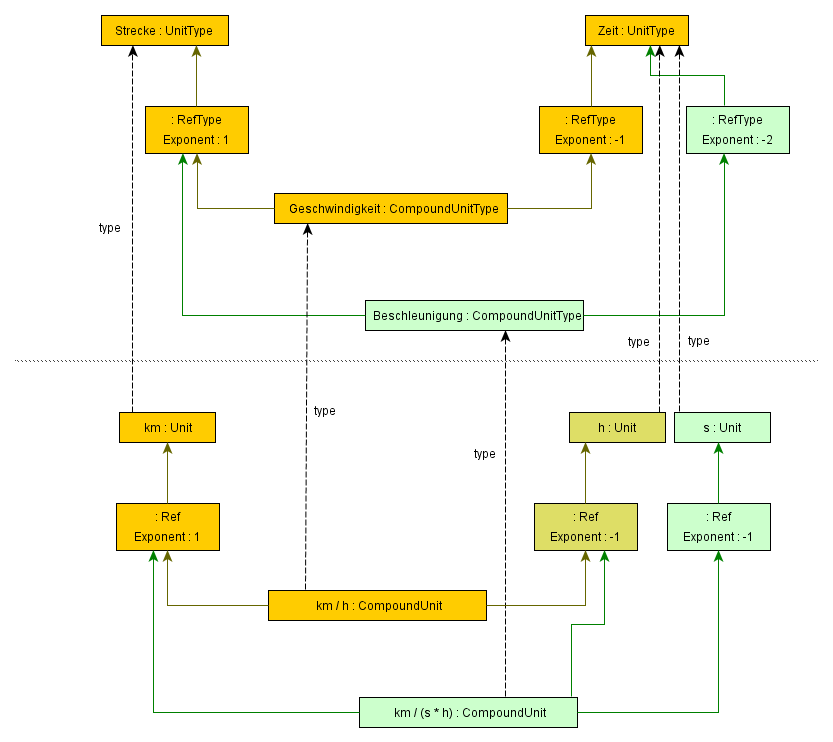 Strecke : UnitType
Zeit : UnitType
: RefType
Exponent : 1
: RefType
Exponent : -1
: RefType
Exponent : -2
Geschwindigkeit : CompoundUnitType
type
Beschleunigung : CompoundUnitType
type
type
type
km : Unit
h : Unit
s : Unit
type
: Ref
Exponent : 1
: Ref
Exponent : -1
: Ref
Exponent : -1
km / h : CompoundUnit
km / (s * h) : CompoundUnit